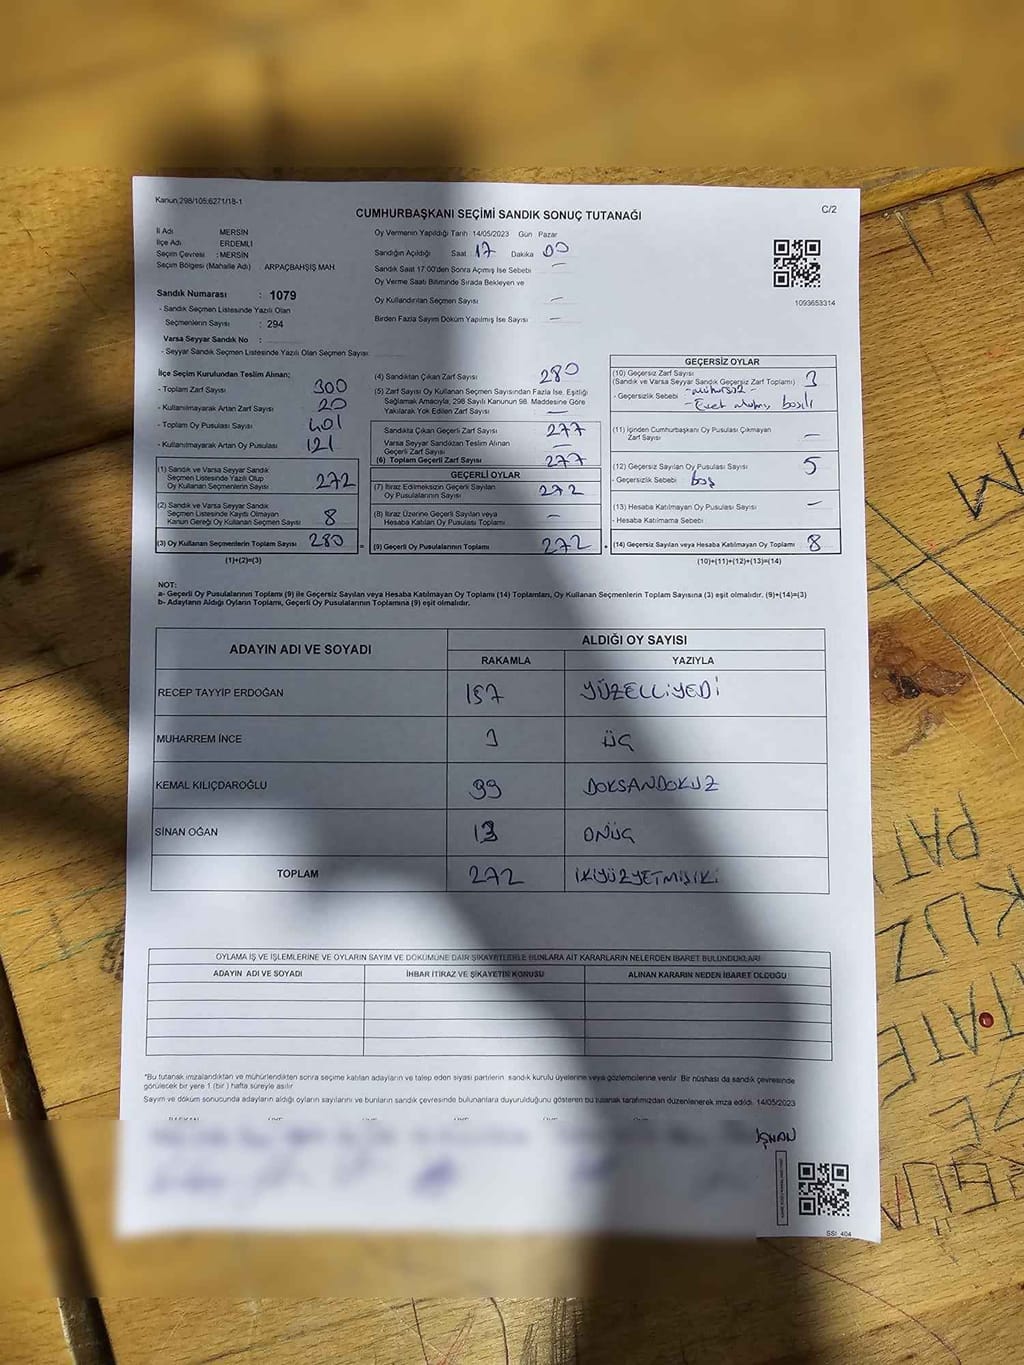 Kanun:298/105:6271/18-1
CUMHURBAŞKANI SEÇİMİ SANDIK SONUÇ TUTANAĞI
C/2
İli Adı MERSİN
İlçe Adı ERDEMLİ
Seçim Çevresi : MERSİN
Seçim Bölgesi (Mahalle Adı) ARPAÇBAHŞİŞ MAH
Sandık Numarası : 1079
- Sandık Seçmen Listesinde Yazılı Olan
Seçmenlerin Sayısı : 294
Varsa Seyyar Sandık No :
- Seyyar Sandık Seçmen Listesinde Yazılı Olan Seçmen Sayısı:
Oy Vermenin Yapıldığı Tarih 14/05/2023 Gün Pazar
Sandığın Açıldığı Saat 17 Dakika 00
Sandık Saat 17:00'den Sonra Açımış İse Sebebi —
Oy Verme Saati Bitiminde Sırada Bekleyen ve
Oy Kullandırılan Seçmen Sayısı —
Birden Fazla Sayım Döküm Yapılmış İse Sayısı —
1093653314
İlçe Seçim Kurulundan Teslim Alınan;
- Toplam Zarf Sayısı 300
- Kullanılmayarak Artan Zarf Sayısı 20
- Toplam Oy Pusulası Sayısı 401
- Kullanılmayarak Artan Oy Pusulası 121
(1) Sandık ve Varsa Seyyar Sandık
Seçmen Listesinde Yazılı Olup
Oy Kullanan Seçmenlerin Sayısı 272
(2) Sandık ve Varsa Seyyar Sandık
Seçmen Listesinde Kayıtlı Olmayan
Kanun Gereği Oy Kullanan Seçmen Sayısı 8
(3) Oy Kullanan Seçmenlerin Toplam Sayısı 280 =
(1)+(2)=(3)
(4) Sandıktan Çıkan Zarf Sayısı 280
(5) Zarf Sayısı Oy Kullanan Seçmen Sayısından Fazla İse, Eşitliği
Sağlamak Amacıyla, 298 Sayılı Kanunun 98. Maddesine Göre
Yakılarak Yok Edilen Zarf Sayısı —
Sandıkta Çıkan Geçerli Zarf Sayısı 277
Varsa Seyyar Sandıktan Teslim Alınan
Geçerli Zarf Sayısı —
(6) Toplam Geçerli Zarf Sayısı 277
GEÇERLİ OYLAR
(7) İtiraz Edilmeksizin Geçerli Sayılan
Oy Pusulalarının Sayısı 272
(8) İtiraz Üzerine Geçerli Sayılan veya
Hesaba Katılan Oy Pusulası Toplamı —
(9) Geçerli Oy Pusulalarının Toplamı 272 +
GEÇERSİZ OYLAR
(10) Geçersiz Zarf Sayısı
(Sandık ve Varsa Seyyar Sandık Geçersiz Zarf Toplamı) 3
- Geçersizlik Sebebi - mühürsüz -
- Evet basılı
(11) İçinden Cumhurbaşkanı Oy Pusulası Çıkmayan
Zarf Sayısı —
(12) Geçersiz Sayılan Oy Pusulası Sayısı 5
- Geçersizlik Sebebi boş
(13) Hesaba Katılmayan Oy Pusulası Sayısı —
- Hesaba Katılmama Sebebi
(14) Geçersiz Sayılan veya Hesaba Katılmayan Oy Toplamı 8
(10)+(11)+(12)+(13)=(14)
NOT:
a- Geçerli Oy Pusulalarının Toplamı (9) ile Geçersiz Sayılan ve Hesaba Katılmayan Oy Toplamı (14) Toplamları, Oy Kullanan Seçmenlerin Toplam Sayısına (3) eşit olmalıdır. (9)+(14)=(3)
b- Adayların Aldığı Oyların Toplamı, Geçerli Oy Pusulalarının Toplamına (9) eşit olmalıdır.
ADAYIN ADI VE SOYADI ALDIĞI OY SAYISI
RAKAMLA YAZIYLA
RECEP TAYYİP ERDOĞAN 157 YÜZELLİYEDİ
MUHARREM İNCE 3 ÜÇ
KEMAL KILIÇDAROĞLU 99 DOKSANDOKUZ
SİNAN OĞAN 13 ONÜÇ
TOPLAM 272 İKİYÜZYETMİŞİKİ
OYLAMA İŞ VE İŞLEMLERİNE VE OYLARIN SAYIM VE DÖKÜMÜNE DAİR ŞİKAYETLERLE BUNLARA AİT KARARLARIN NELERDEN İBARET BULUNDUKLARI
ADAYIN ADI VE SOYADI İHBAR İTİRAZ VE ŞİKAYETİN KONUSU ALINAN KARARIN NEDEN İBARET OLDUĞU
*Bu tutanak imzalandıktan ve mühürlendikten sonra seçime katılan adayların ve talep eden siyasi partilerin sandık kurulu üyelerine veya gözlemcilerine verilir. Bir nüshası da sandık çevresinde
görülecek bir yere 1 (bir) hafta süreyle asılır
Sayım ve döküm sonucunda adayların aldığı oyların sayılarını ve bunların sandık çevresinde bulunanlara duyurulduğunu gösteren bu tutanak tarafımızdan düzenlenerek imza edildi. 14/05/2023
SSİ_404
PAT
KUZ
TATE